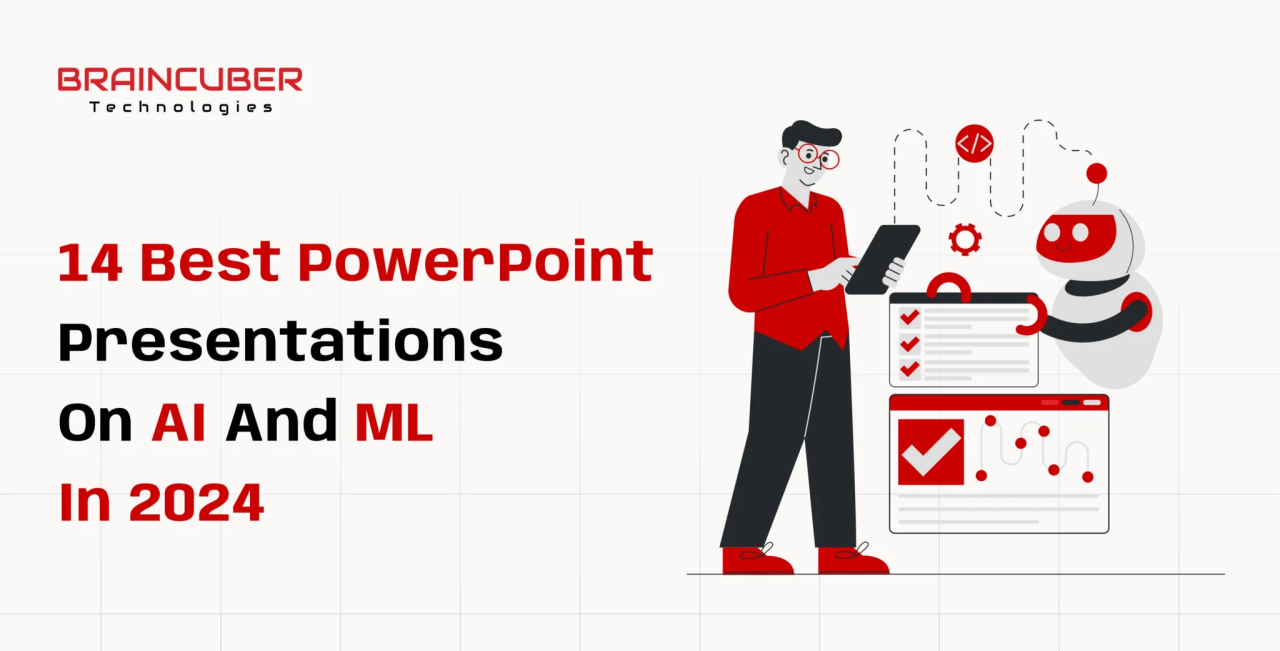 BRAINCUBER
Technologies
14 Best PowerPoint
Presentations
On AI And ML
In 2024
</>